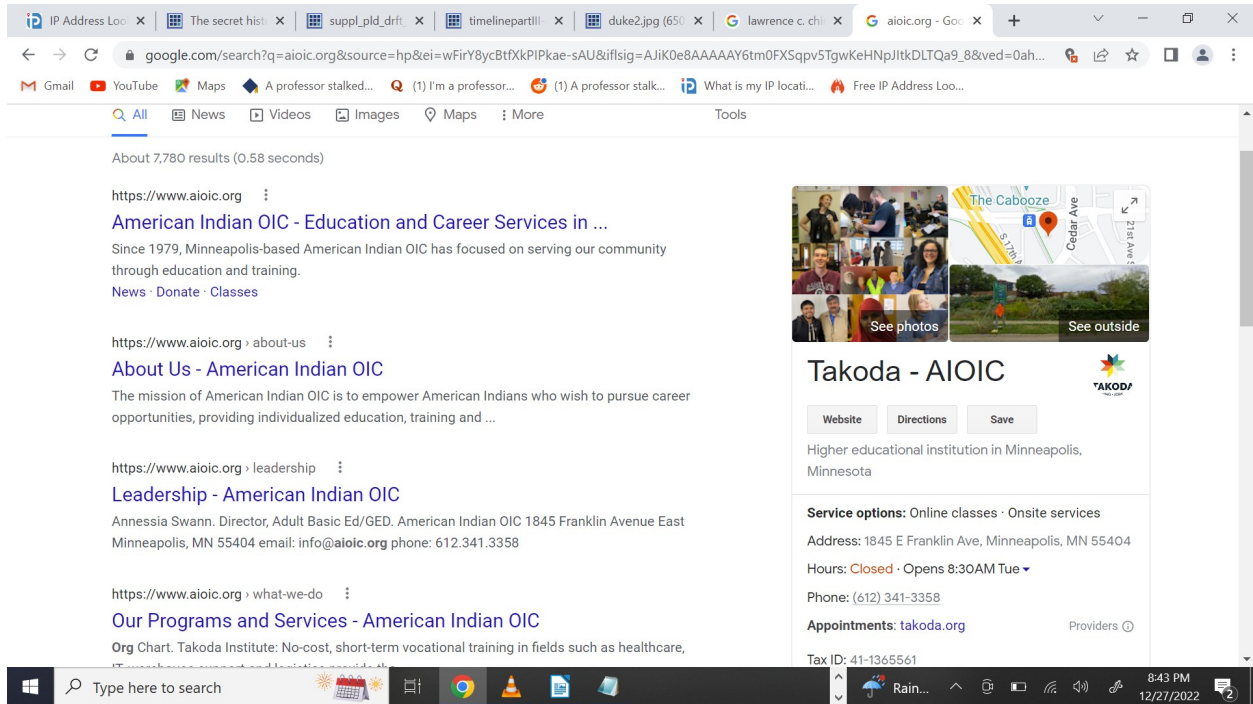 IP Address Loo
The secret hist
suppl_pld_drft_
timelinepartIII-
duke2.jpg (650
lawrence c. chi
aioic.org - Goo
google.com/search?q=aioic.org&source=hp&ei=wFirY8ycBtfXkPIPkae-sAU&iflsig=AJiK0e8AAAAAY6tm0FXSqpv5TgwKeHNpJItkDLTQa9_8&ved=0ah...
Gmail
YouTube
Maps
A professor stalked...
(1) I'm a professor...
(1) A professor stalk...
What is my IP locati...
Free IP Address Loo...
All
News
Videos
Images
Maps
More
Tools
About 7,780 results (0.58 seconds)
https://www.aioic.org
American Indian OIC - Education and Career Services in ...
Since 1979, Minneapolis-based American Indian OIC has focused on serving our community
through education and training.
News · Donate · Classes
https://www.aioic.org › about-us
About Us - American Indian OIC
The mission of American Indian OIC is to empower American Indians who wish to pursue career
opportunities, providing individualized education, training and ...
https://www.aioic.org › leadership
Leadership - American Indian OIC
Annessia Swann. Director, Adult Basic Ed/GED. American Indian OIC 1845 Franklin Avenue East
Minneapolis, MN 55404 email: info@aioic.org phone: 612.341.3358
https://www.aioic.org › what-we-do
Our Programs and Services - American Indian OIC
Org Chart. Takoda Institute: No-cost, short-term vocational training in fields such as healthcare,
The Cabooze
Cedar Ave
S 17th A
21st Ave S
See photos
See outside
Takoda - AIOIC
TAKODA
Website
Directions
Save
Higher educational institution in Minneapolis,
Minnesota
Service options: Online classes · Onsite services
Address: 1845 E Franklin Ave, Minneapolis, MN 55404
Hours: Closed · Opens 8:30AM Tue
Phone: (612) 341-3358
Appointments: takoda.org
Providers
Tax ID: 41-1365561
Type here to search
Rain...
8:43 PM
12/27/2022
2